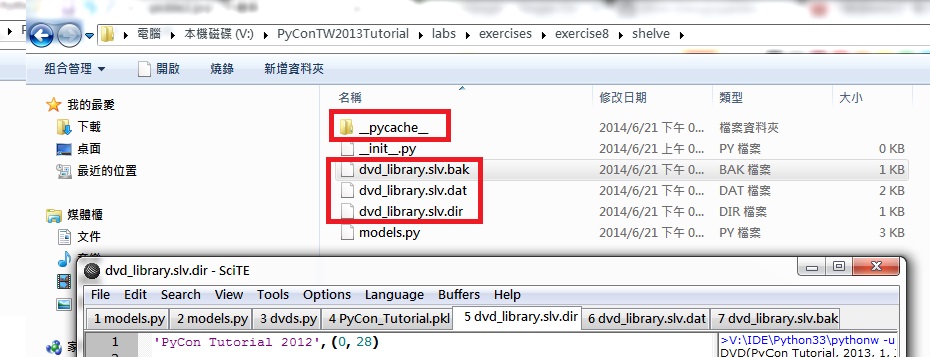 電腦 ▸ 本機磁碟 (V:) ▸ PyConTW2013Tutorial ▸ labs ▸ exercises ▸ exercise8 ▸ shelve ▸
組合管理 ▼ 開啟 燒錄 新增資料夾
我的最愛
下載
桌面
最近的位置
媒體櫃
文件
名稱 修改日期 類型 大小
__pycache__ 2014/6/21 下午 0... 檔案資料夾
__init__.py 2014/6/21 上午 0... PY 檔案 0 KB
dvd_library.slv.bak 2014/6/21 下午 0... BAK 檔案 1 KB
dvd_library.slv.dat 2014/6/21 下午 0... DAT 檔案 2 KB
dvd_library.slv.dir 2014/6/21 下午 0... DIR 檔案 1 KB
models.py 2014/6/21 下午 0... PY 檔案 3 KB
dvd_library.slv.dir - SciTE
File Edit Search View Tools Options Language Buffers Help
1 models.py 2 models.py 3 dvds.py 4 PyCon_Tutorial.pkl 5 dvd_library.slv.dir 6 dvd_library.slv.dat 7 dvd_library.slv.bak
1 'PyCon Tutorial 2012', (0, 28)
2
>V:\IDE\Python33\pythonw -u
DVD(PyCon Tutorial, 2013, 1,